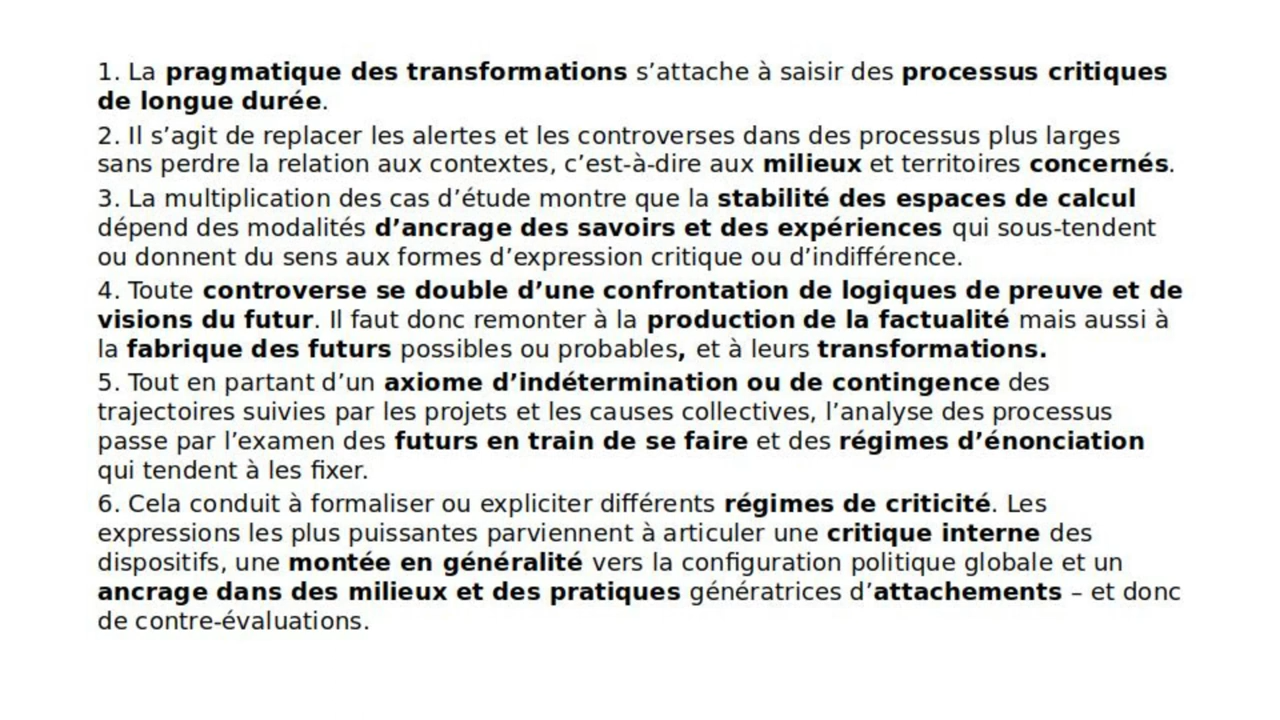 1. La pragmatique des transformations s’attache à saisir des processus critiques
de longue durée.
2. Il s’agit de replacer les alertes et les controverses dans des processus plus larges
sans perdre la relation aux contextes, c’est-à-dire aux milieux et territoires concernés.
3. La multiplication des cas d’étude montre que la stabilité des espaces de calcul
dépend des modalités d’ancrage des savoirs et des expériences qui sous-tendent
ou donnent du sens aux formes d’expression critique ou d’indifférence.
4. Toute controverse se double d’une confrontation de logiques de preuve et de
visions du futur. Il faut donc remonter à la production de la factualité mais aussi à
la fabrique des futurs possibles ou probables, et à leurs transformations.
5. Tout en partant d’un axiome d’indétermination ou de contingence des
trajectoires suivies par les projets et les causes collectives, l’analyse des processus
passe par l’examen des futurs en train de se faire et des régimes d’énonciation
qui tendent à les fixer.
6. Cela conduit à formaliser ou expliciter différents régimes de criticité. Les
expressions les plus puissantes parviennent à articuler une critique interne des
dispositifs, une montée en généralité vers la configuration politique globale et un
ancrage dans des milieux et des pratiques génératrices d’attachements – et donc
de contre-évaluations.